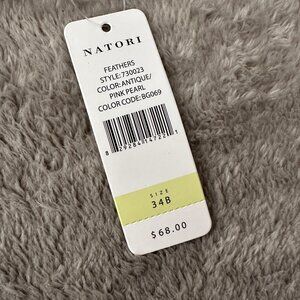 NATORI
FEATHERS
STYLE:730023
COLOR:ANTIQUE/
PINK PEARL
COLOR CODE:BG069
SIZE
34B
$68.00